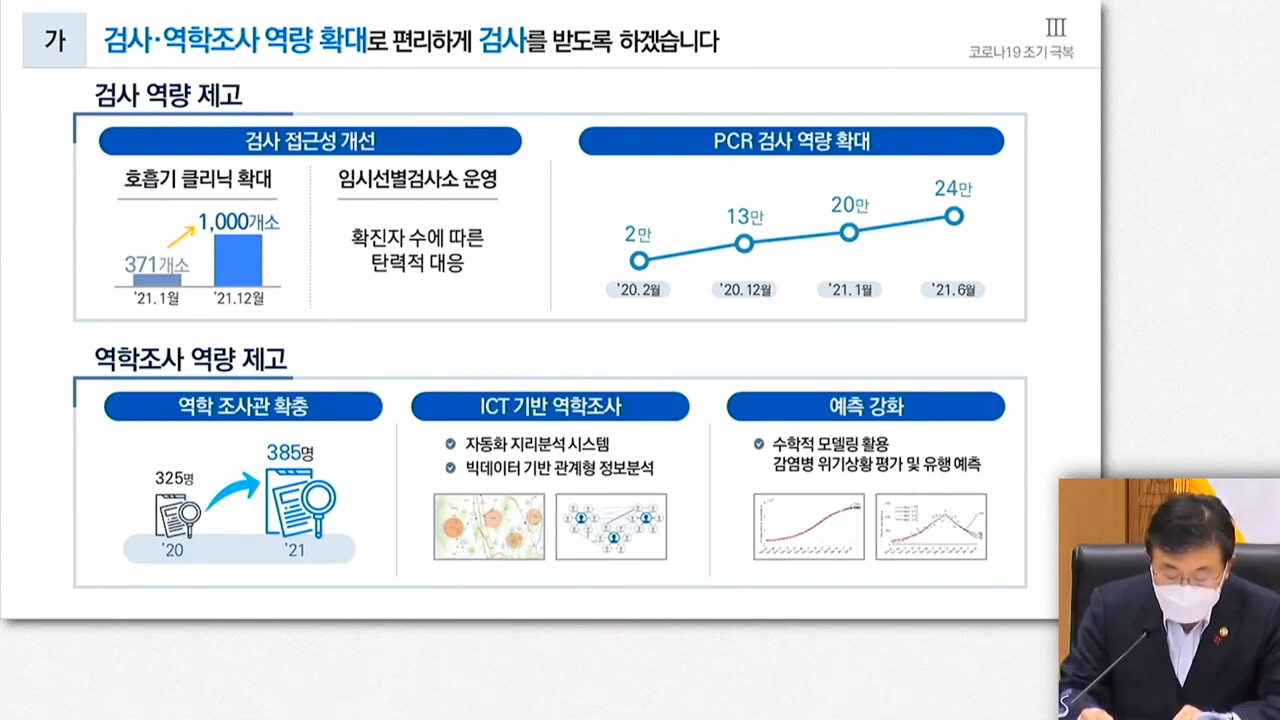 가
검사·역학조사 역량 확대로 편리하게 검사를 받도록 하겠습니다
Ⅲ
코로나19 조기 극복
검사 역량 제고
검사 접근성 개선
호흡기 클리닉 확대
1,000개소
371개소
'21. 1월
'21.12월
임시선별검사소 운영
확진자 수에 따른
탄력적 대응
PCR 검사 역량 확대
2만
13만
20만
24만
'20. 2월
'20. 12월
'21. 1월
'21. 6월
역학조사 역량 제고
역학 조사관 확충
325명
385명
'20
'21
ICT 기반 역학조사
자동화 지리분석 시스템
빅데이터 기반 관계형 정보분석
예측 강화
수학적 모델링 활용
감염병 위기상황 평가 및 유행 예측